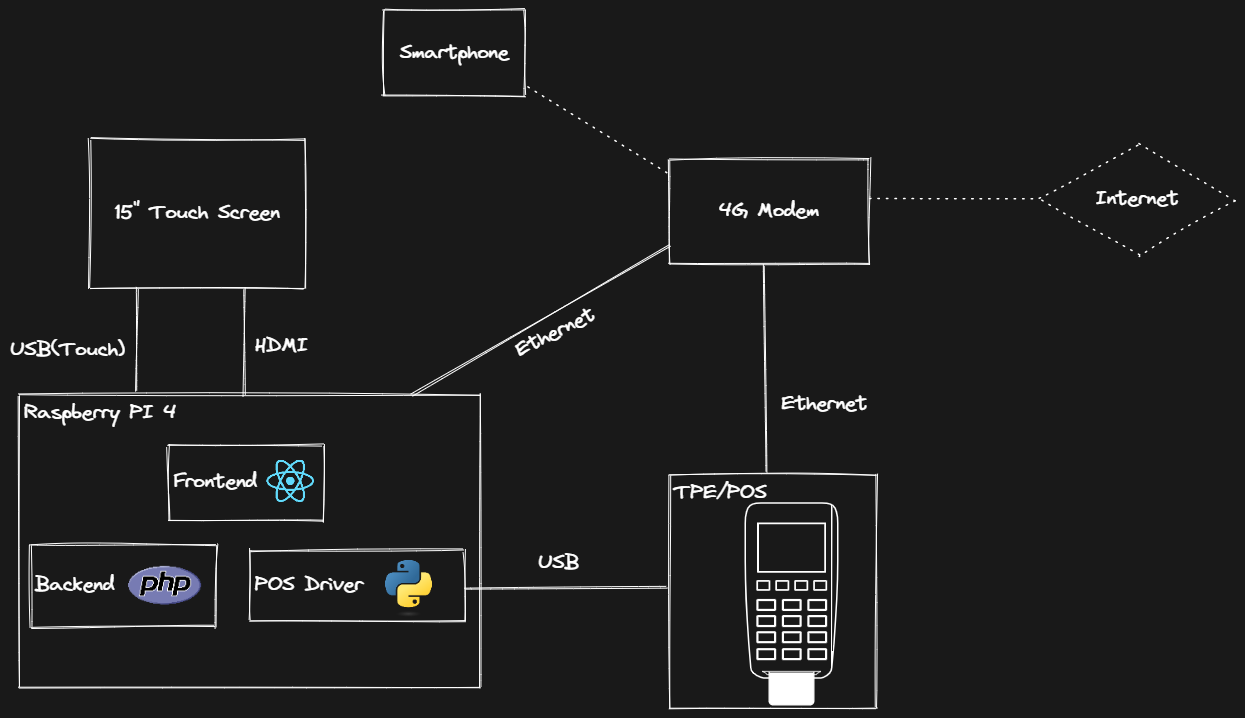 Smartphone
15" Touch Screen
4G Modem
Internet
USB(Touch)
HDMI
Ethernet
Ethernet
Raspberry PI 4
Frontend
TPE/POS
Backend php
POS Driver
USB